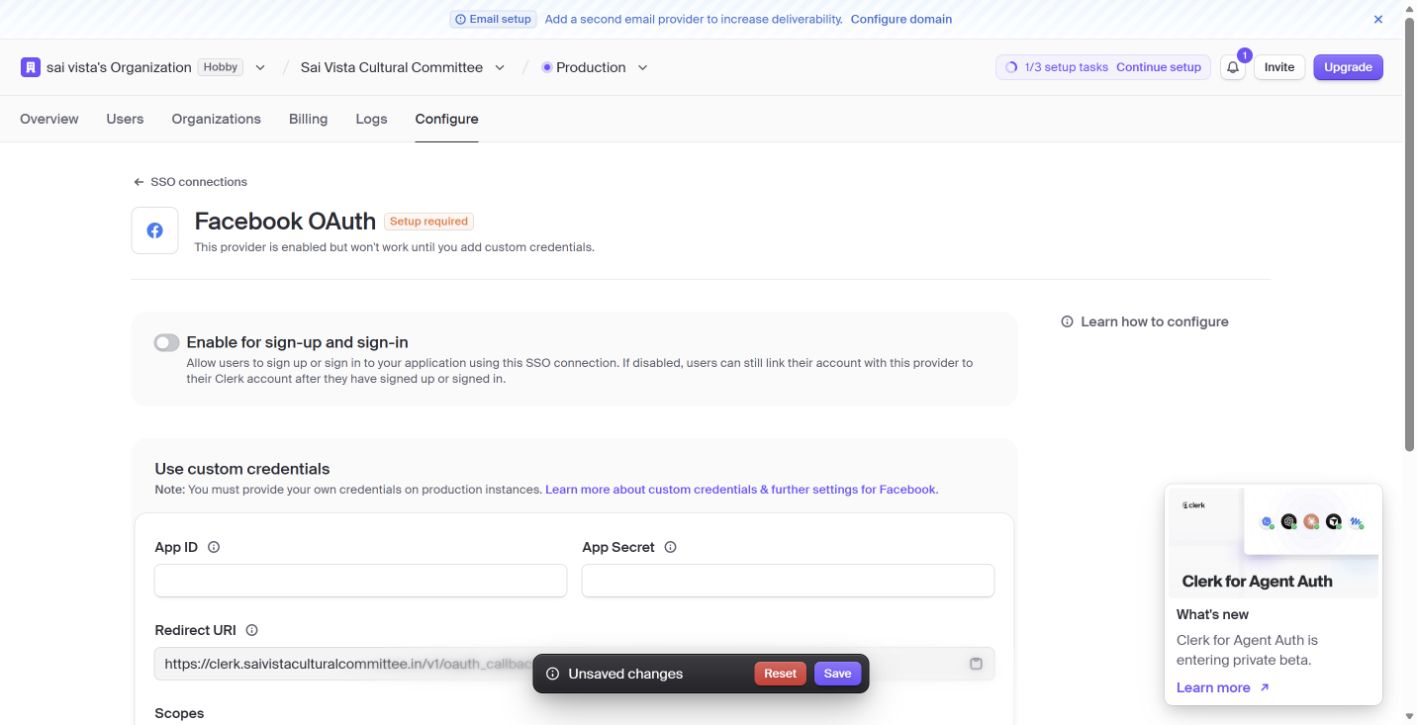 Email setup Add a second email provider to increase deliverability. Configure domain
sai vista's Organization Hobby / Sai Vista Cultural Committee / Production
1/3 setup tasks Continue setup 1 Invite Upgrade
Overview Users Organizations Billing Logs Configure
← SSO connections
Facebook OAuth Setup required
This provider is enabled but won't work until you add custom credentials.
Enable for sign-up and sign-in
Allow users to sign up or sign in to your application using this SSO connection. If disabled, users can still link their account with this provider to
their Clerk account after they have signed up or signed in.
Learn how to configure
Use custom credentials
Note: You must provide your own credentials on production instances. Learn more about custom credentials & further settings for Facebook.
App ID App Secret
Redirect URI
https://clerk.saivistaculturalcommittee.in/v1/oauth_callbac
Unsaved changes Reset Save
Scopes
clerk
Clerk for Agent Auth
What's new
Clerk for Agent Auth is
entering private beta.
Learn more ↗